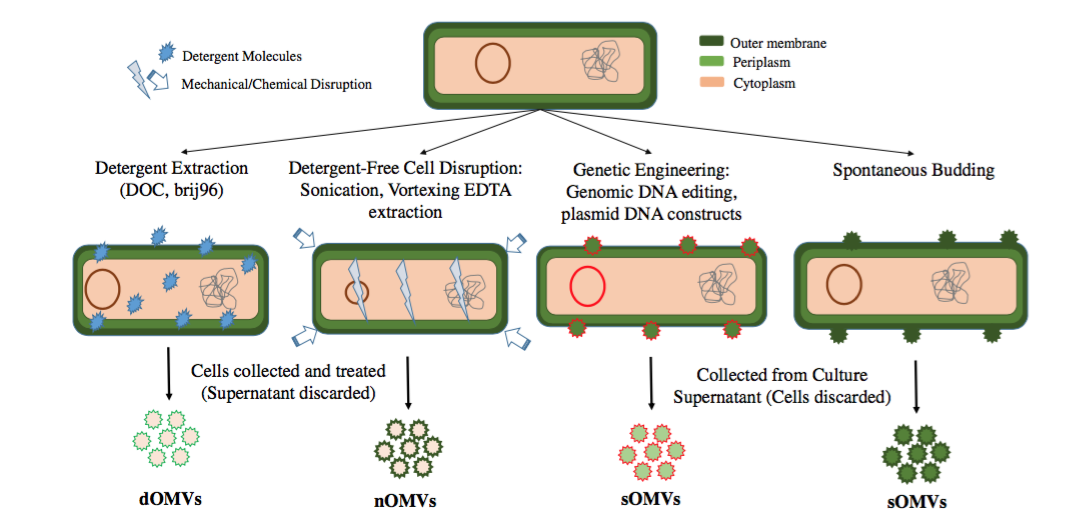 Detergent Molecules
Mechanical/Chemical Disruption
Outer membrane
Periplasm
Cytoplasm
Detergent Extraction
(DOC, brij96)
Detergent-Free Cell Disruption:
Sonication, Vortexing EDTA
extraction
Genetic Engineering:
Genomic DNA editing,
plasmid DNA constructs
Spontaneous Budding
Cells collected and treated
(Supernatant discarded)
Collected from Culture
Supernatant (Cells discarded)
dOMVs
nOMVs
sOMVs
sOMVs